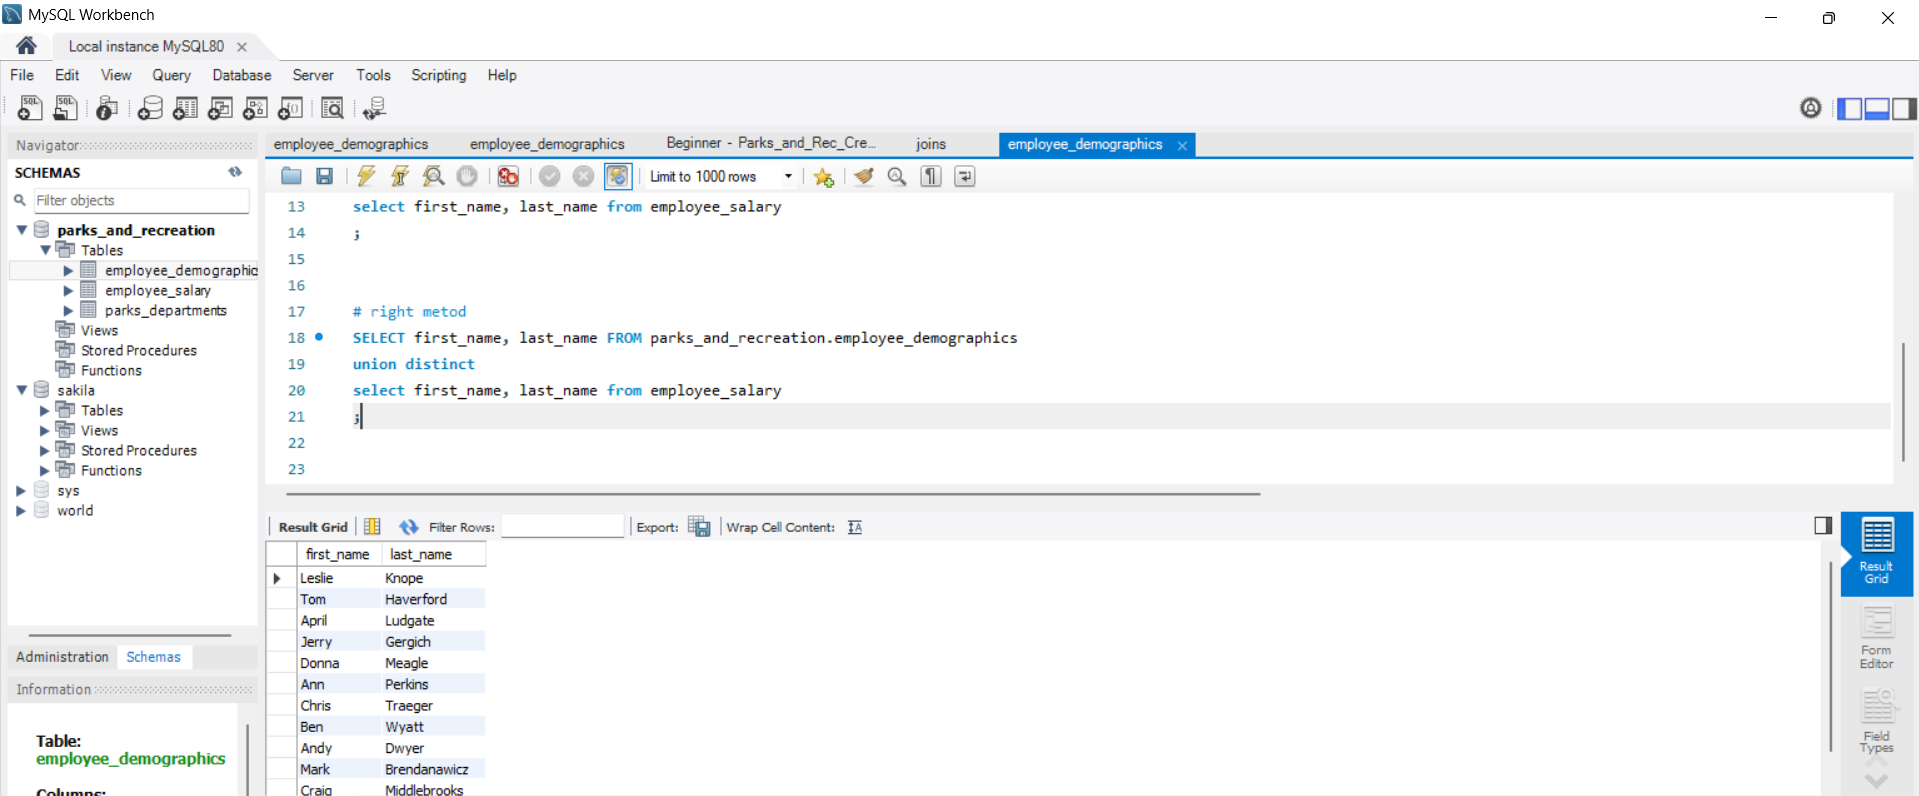 MySQL Workbench
Local instance MySQL80
File Edit View Query Database Server Tools Scripting Help
Navigator
SCHEMAS
Filter objects
parks_and_recreation
Tables
employee_demographic
employee_salary
parks_departments
Views
Stored Procedures
Functions
sakila
Tables
Views
Stored Procedures
Functions
sys
world
Administration Schemas
Information
Table:
employee_demographics
Columns:
employee_demographics employee_demographics Beginner - Parks_and_Rec_Cre... joins employee_demographics
Limit to 1000 rows
13 select first_name, last_name from employee_salary
14 ;
15
16
17 # right metod
18 SELECT first_name, last_name FROM parks_and_recreation.employee_demographics
19 union distinct
20 select first_name, last_name from employee_salary
21 ;
22
23
Result Grid Filter Rows: Export: Wrap Cell Content:
first_name last_name
Leslie Knope
Tom Haverford
April Ludgate
Jerry Gergich
Donna Meagle
Ann Perkins
Chris Traeger
Ben Wyatt
Andy Dwyer
Mark Brendanawicz
Craig Middlebrooks
Result
Grid
Form
Editor
Field
Types